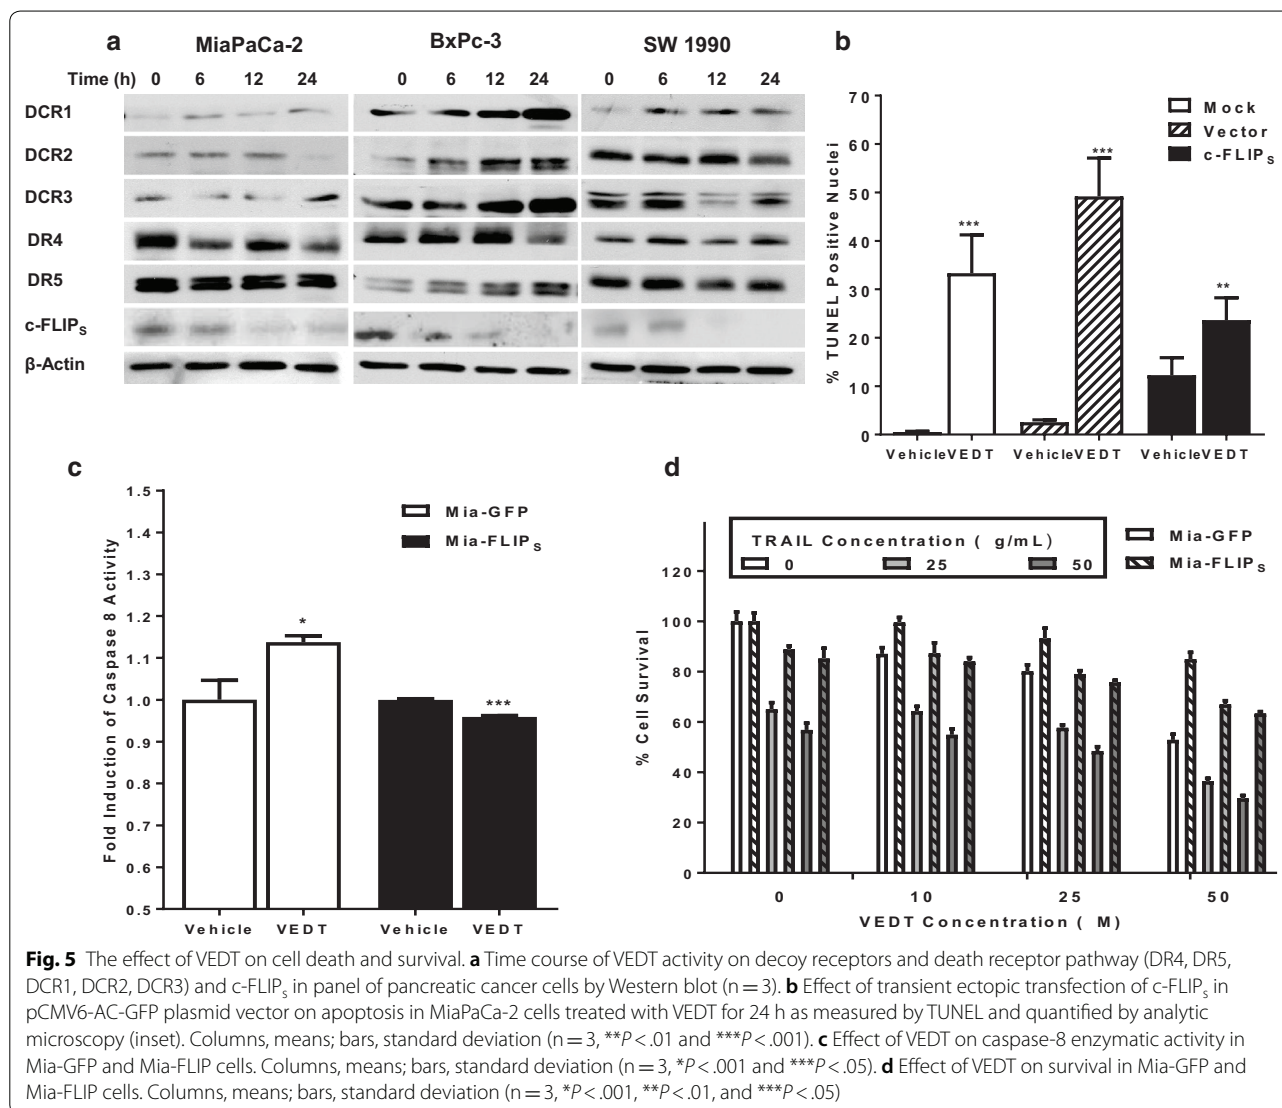 a
MiaPaCa-2 BxPc-3 SW 1990
Time (h) 0 6 12 24 0 6 12 24 0 6 12 24
DCR1
DCR2
DCR3
DR4
DR5
c-FLIPs
β-Actin
b
% TUNEL Positive Nuclei
70
60
50
40
30
20
10
0
Mock
Vector
c-FLIPS
***
***
**
Vehicle VEDT Vehicle VEDT Vehicle VEDT
c
Fold Induction of Caspase 8 Activity
1.5
1.4
1.3
1.2
1.1
1.0
0.9
0.8
0.7
0.6
0.5
Mia-GFP
Mia-FLIPS
*
***
Vehicle VEDT Vehicle VEDT
d
% Cell Survival
120
100
80
60
40
20
0
TRAIL Concentration ( g/mL)
0 25 50
Mia-GFP
Mia-FLIPS
0 10 25 50
VEDT Concentration ( M)
Fig. 5 The effect of VEDT on cell death and survival. a Time course of VEDT activity on decoy receptors and death receptor pathway (DR4, DR5,
DCR1, DCR2, DCR3) and c-FLIPs in panel of pancreatic cancer cells by Western blot (n = 3). b Effect of transient ectopic transfection of c-FLIPs in
pCMV6-AC-GFP plasmid vector on apoptosis in MiaPaCa-2 cells treated with VEDT for 24 h as measured by TUNEL and quantified by analytic
microscopy (inset). Columns, means; bars, standard deviation (n = 3, **P < .01 and ***P < .001). c Effect of VEDT on caspase-8 enzymatic activity in
Mia-GFP and Mia-FLIP cells. Columns, means; bars, standard deviation (n = 3, *P < .001 and ***P < .05). d Effect of VEDT on survival in Mia-GFP and
Mia-FLIP cells. Columns, means; bars, standard deviation (n = 3, *P < .001, **P < .01, and ***P < .05)